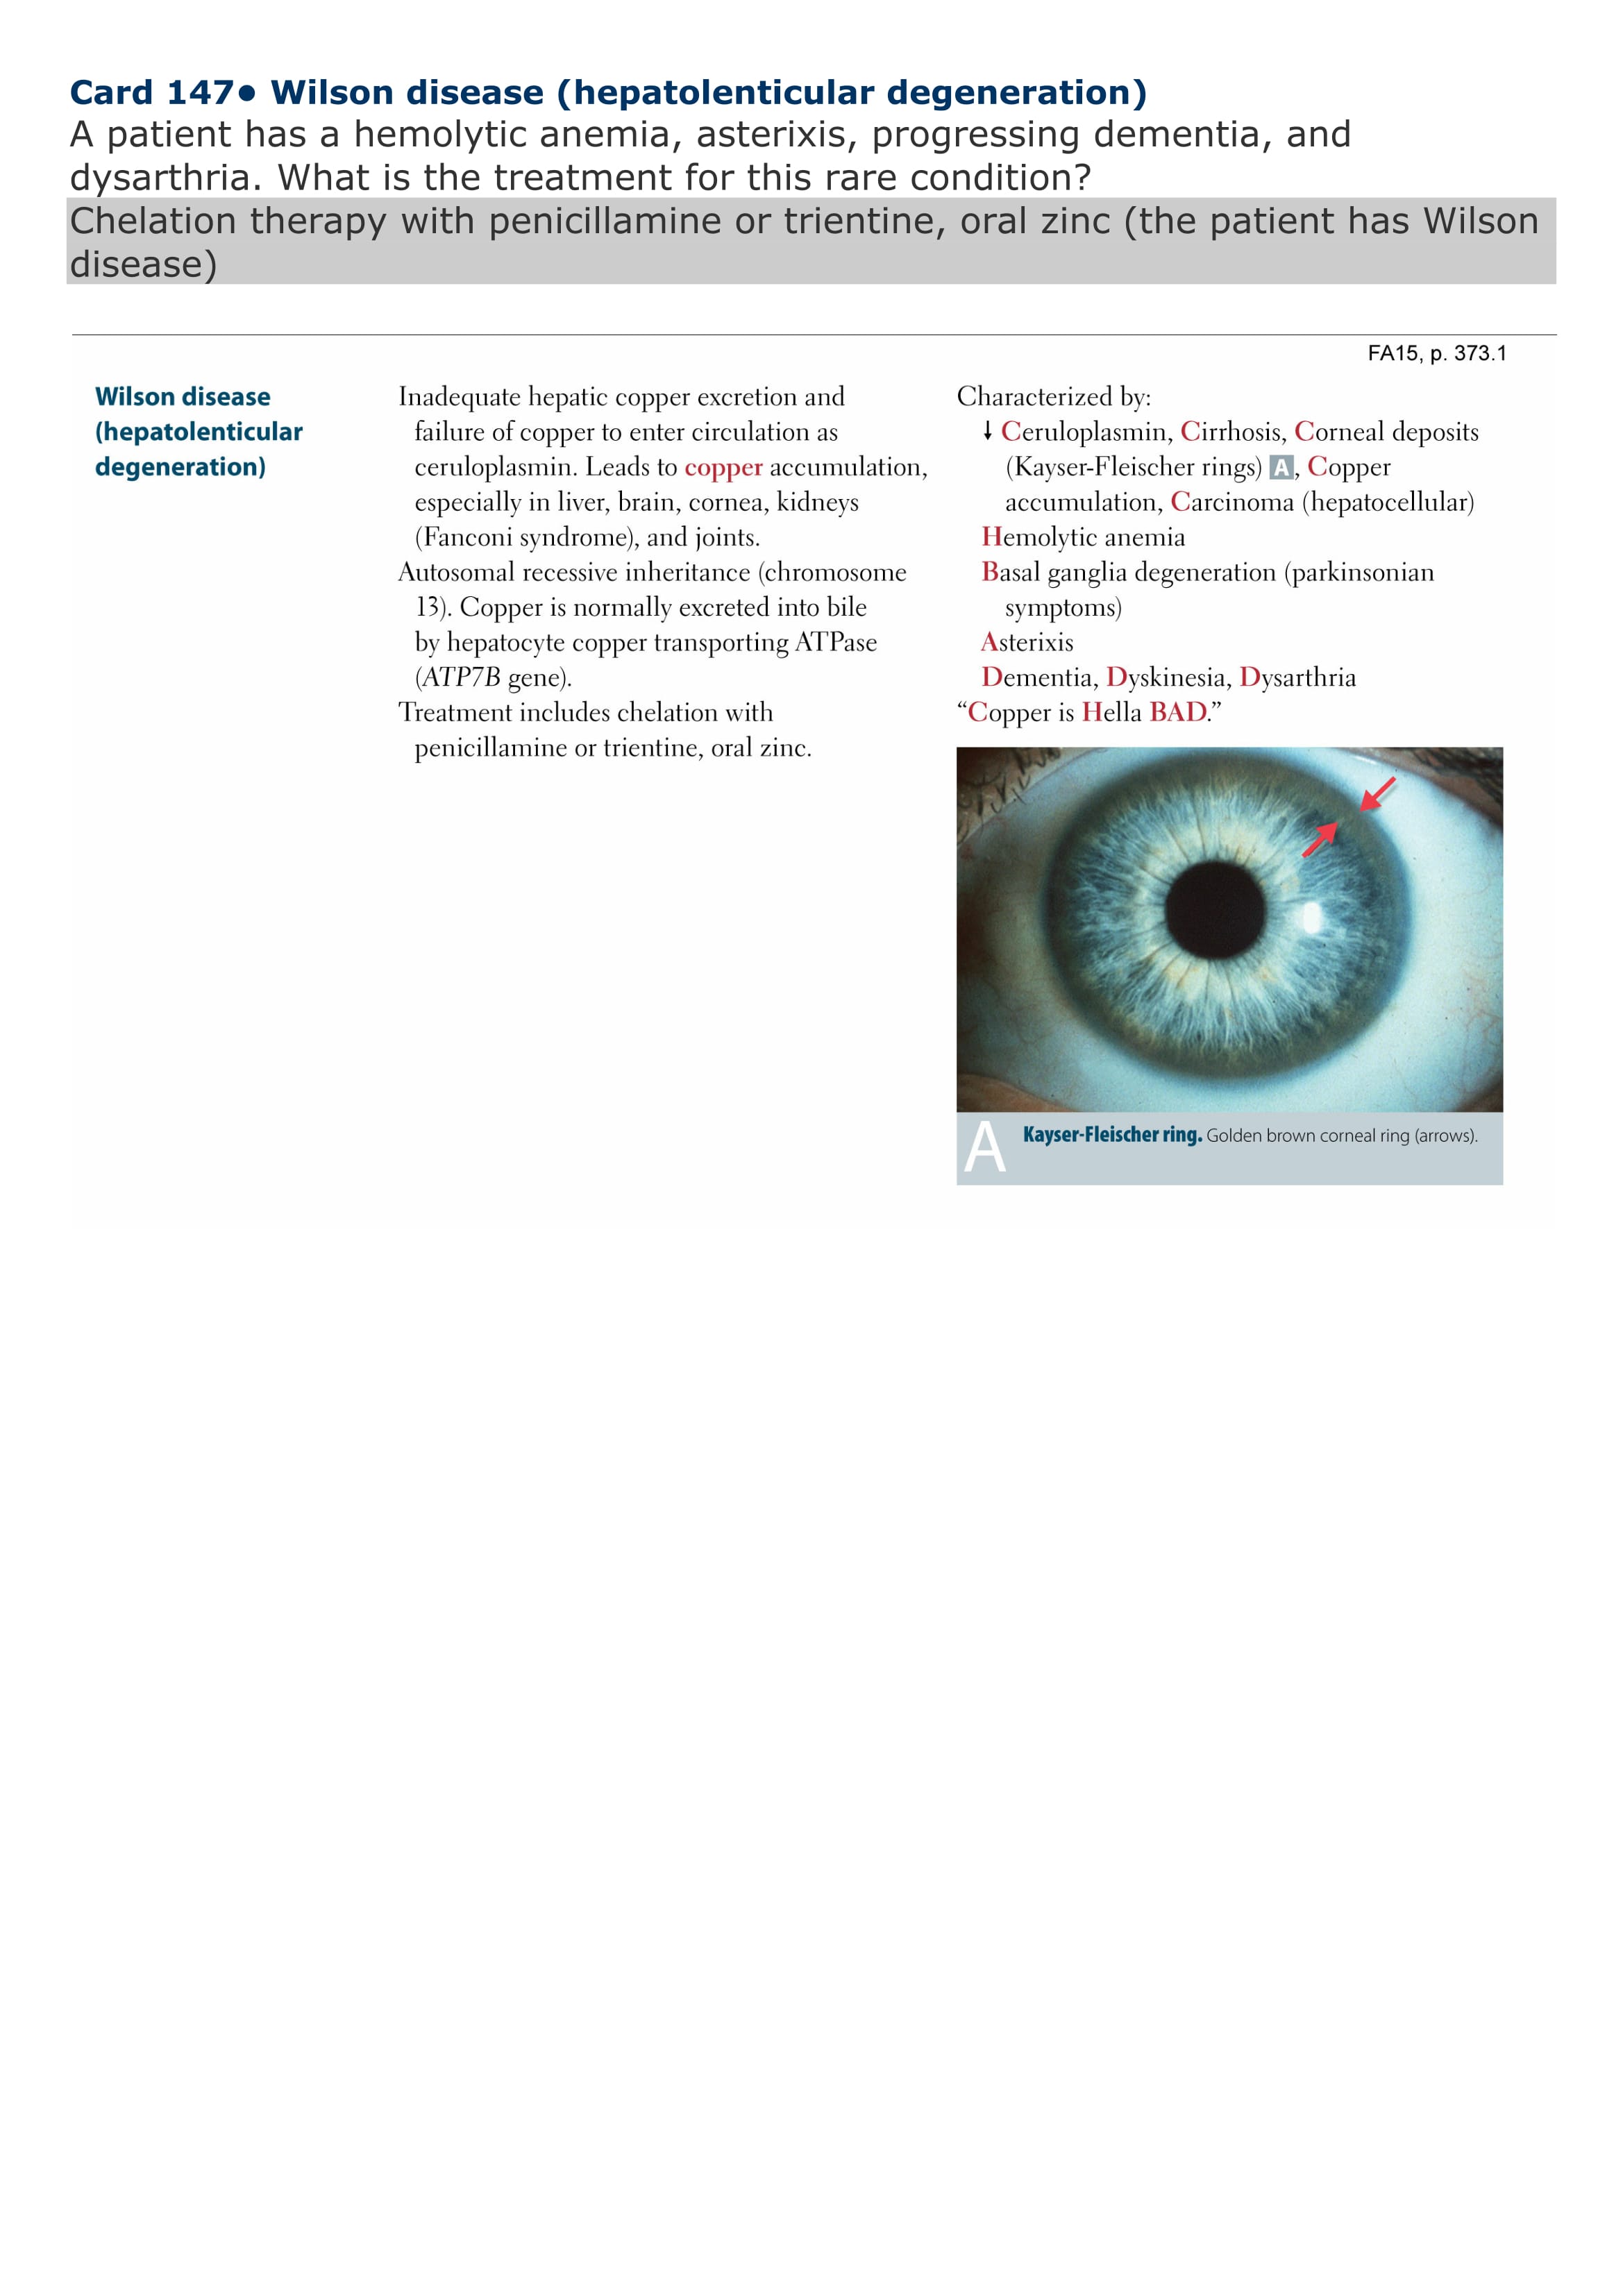 Card 147• Wilson disease (hepatolenticular degeneration)
A patient has a hemolytic anemia, asterixis, progressing dementia, and
dysarthria. What is the treatment for this rare condition?
Chelation therapy with penicillamine or trientine, oral zinc (the patient has Wilson
disease)
FA15, p. 373.1
Wilson disease
(hepatolenticular
degeneration)
Inadequate hepatic copper excretion and
failure of copper to enter circulation as
ceruloplasmin. Leads to copper accumulation,
especially in liver, brain, cornea, kidneys
(Fanconi syndrome), and joints.
Autosomal recessive inheritance (chromosome
13). Copper is normally excreted into bile
by hepatocyte copper transporting ATPase
(ATP7B gene).
Treatment includes chelation with
penicillamine or trientine, oral zinc.
Characterized by:
↓ Ceruloplasmin, Cirrhosis, Corneal deposits
(Kayser-Fleischer rings) A, Copper
accumulation, Carcinoma (hepatocellular)
Hemolytic anemia
Basal ganglia degeneration (parkinsonian
symptoms)
Asterixis
Dementia, Dyskinesia, Dysarthria
“Copper is Hella BAD.”
A Kayser-Fleischer ring. Golden brown corneal ring (arrows).